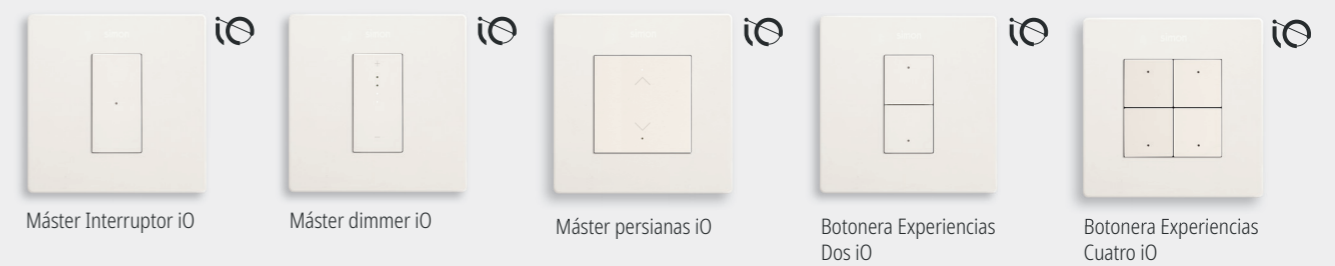 iO
iO
iO
iO
iO
Máster Interruptor iO
Máster dimmer iO
Máster persianas iO
Botonera Experiencias
Dos iO
Botonera Experiencias
Cuatro iO